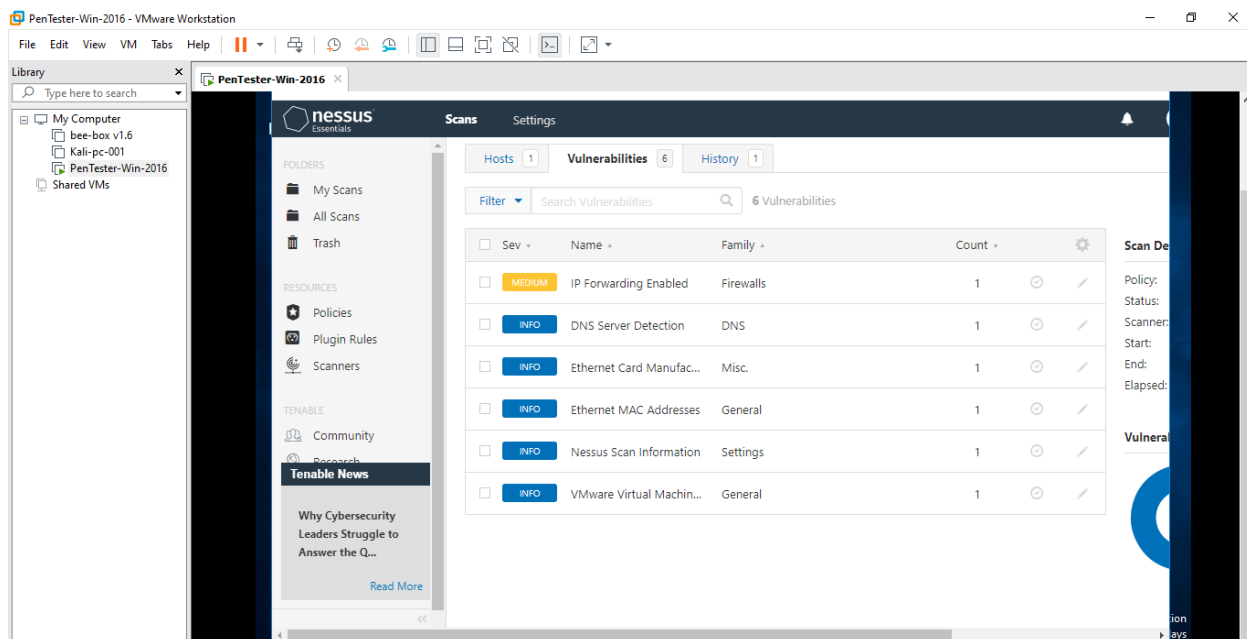 PenTester-Win-2016 - VMware Workstation
File Edit View VM Tabs Help
Library
Type here to search
My Computer
bee-box v1.6
Kali-pc-001
PenTester-Win-2016
Shared VMs
PenTester-Win-2016
nessus
Essentials
Scans Settings
FOLDERS
My Scans
All Scans
Trash
RESOURCES
Policies
Plugin Rules
Scanners
TENABLE
Community
Research
Tenable News
Why Cybersecurity
Leaders Struggle to
Answer the Q...
Read More
Hosts 1 Vulnerabilities 6 History 1
Filter Search Vulnerabilities 6 Vulnerabilities
Sev Name Family Count
MEDIUM IP Forwarding Enabled Firewalls 1
INFO DNS Server Detection DNS 1
INFO Ethernet Card Manufac... Misc. 1
INFO Ethernet MAC Addresses General 1
INFO Nessus Scan Information Settings 1
INFO VMware Virtual Machin... General 1
Scan De
Policy:
Status:
Scanner:
Start:
End:
Elapsed:
Vulneral
ion
ays